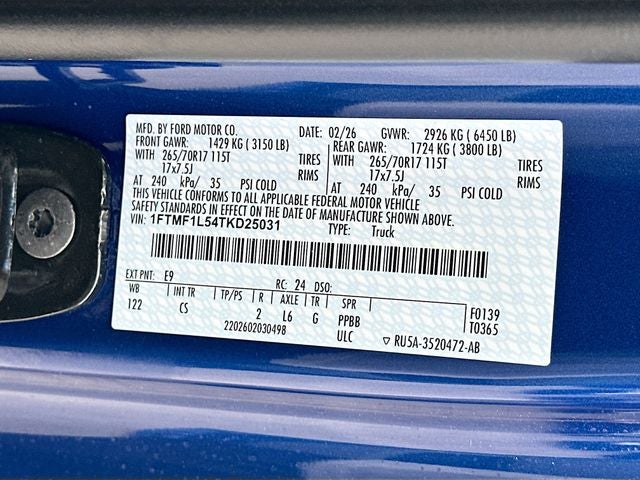 MFD. BY FORD MOTOR CO. DATE: 02/26 GVWR: 2926 KG ( 6450 LB)
FRONT GAWR: 1429 KG ( 3150 LB) REAR GAWR: 1724 KG ( 3800 LB)
WITH 265/70R17 115T TIRES WITH 265/70R17 115T TIRES
17x7.5J RIMS 17x7.5J RIMS
AT 240 kPa/ 35 PSI COLD AT 240 kPa/ 35 PSI COLD
THIS VEHICLE CONFORMS TO ALL APPLICABLE FEDERAL MOTOR VEHICLE
SAFETY STANDARDS IN EFFECT ON THE DATE OF MANUFACTURE SHOWN ABOVE.
VIN: 1FTMF1L54TKD25031 TYPE: Truck
EXT PNT: E9 RC: 24 DSO:
WB INT TR TP/PS R AXLE TR SPR F0139
122 CS 2 L6 G PPBB T0365
2202602030498 ULC ▽ RU5A-3520472-AB